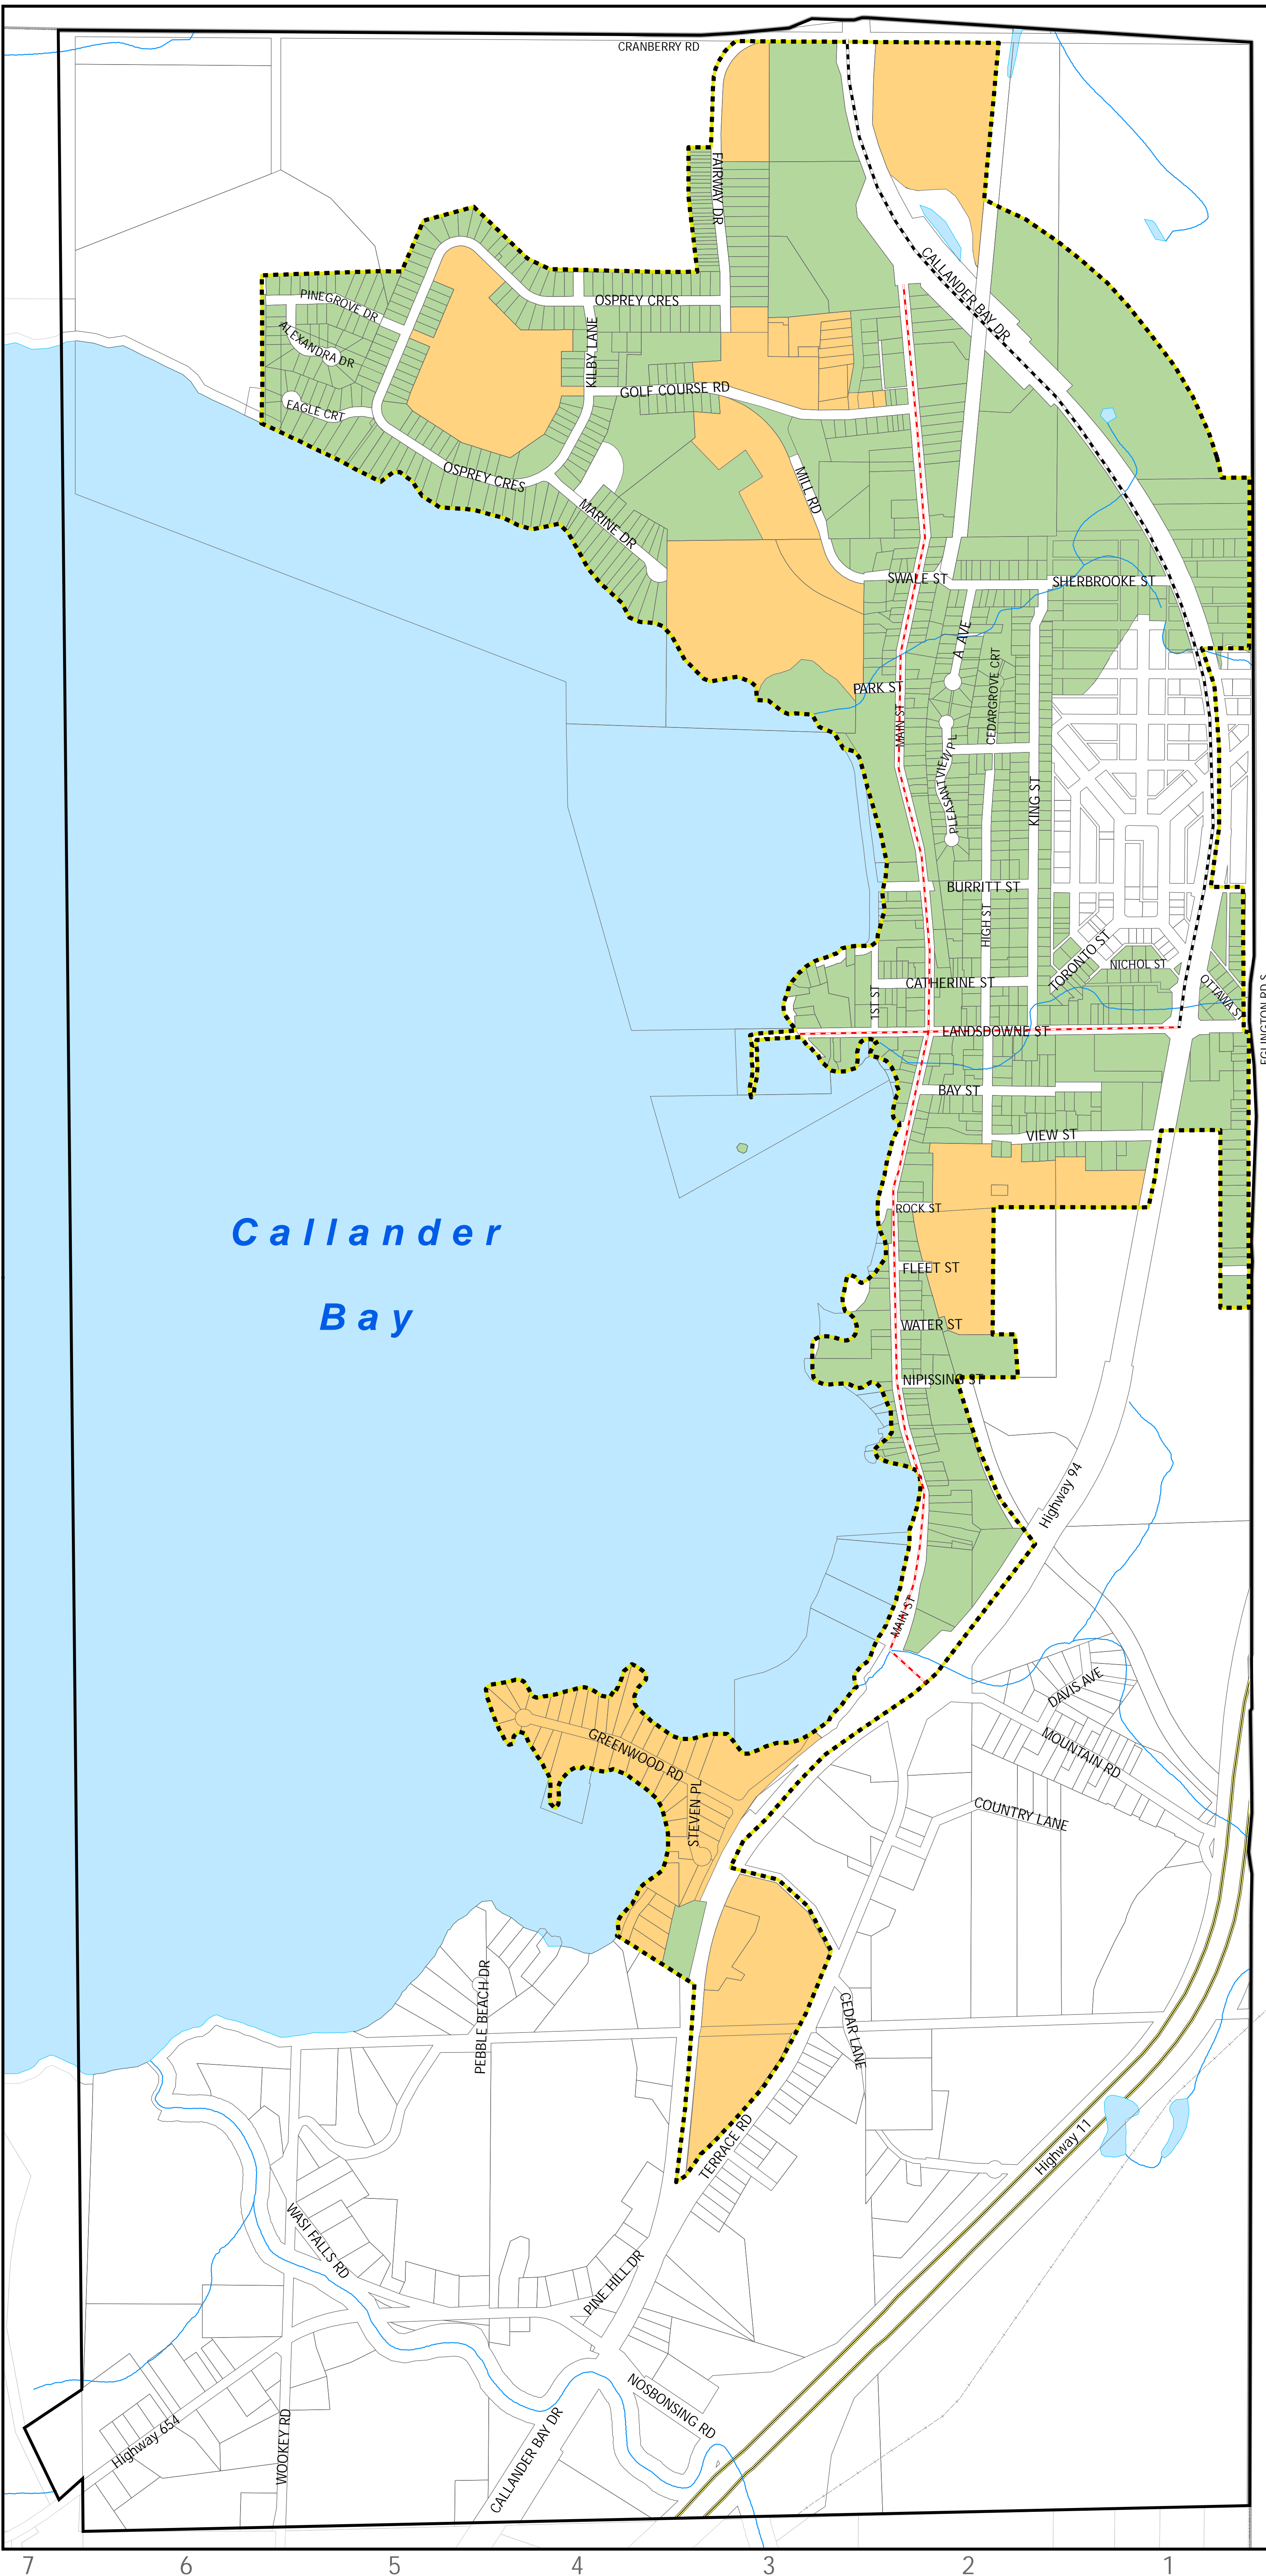 CRANBERRY RD
FAIRWAY DR
CALLANDER BAY DR
OSPREY CRES
PINEGROVE DR
ALEXANDRA DR
KILBY LANE
GOLF COURSE RD
EAGLE CRT
OSPREY CRES
MILL RD
MARINE DR
SWALE ST
SHERBROOKE ST
A AVE
CEDARGROVE CRT
PARK ST
MAIN ST
PLEASANTVIEW PL
KING ST
BURRITT ST
HIGH ST
TORONTO ST
NICHOL ST
CATHERINE ST
OTTAWA ST
1ST ST
EGLINGTON RD S
LANDSDOWNE ST
BAY ST
VIEW ST
ROCK ST
Callander
Bay
FLEET ST
WATER ST
NIPISSING ST
Highway 94
MAIN ST
DAVIS AVE
GREENWOOD RD
MOUNTAIN RD
STEVEN PL
COUNTRY LANE
PEBBLE BEACH DR
CEDAR LANE
TERRACE RD
Highway 11
WASI FALLS RD
PINE HILL DR
NOSBONSING RD
Highway 654
WOOKEY RD
CALLANDER BAY DR
7 6 5 4 3 2 1